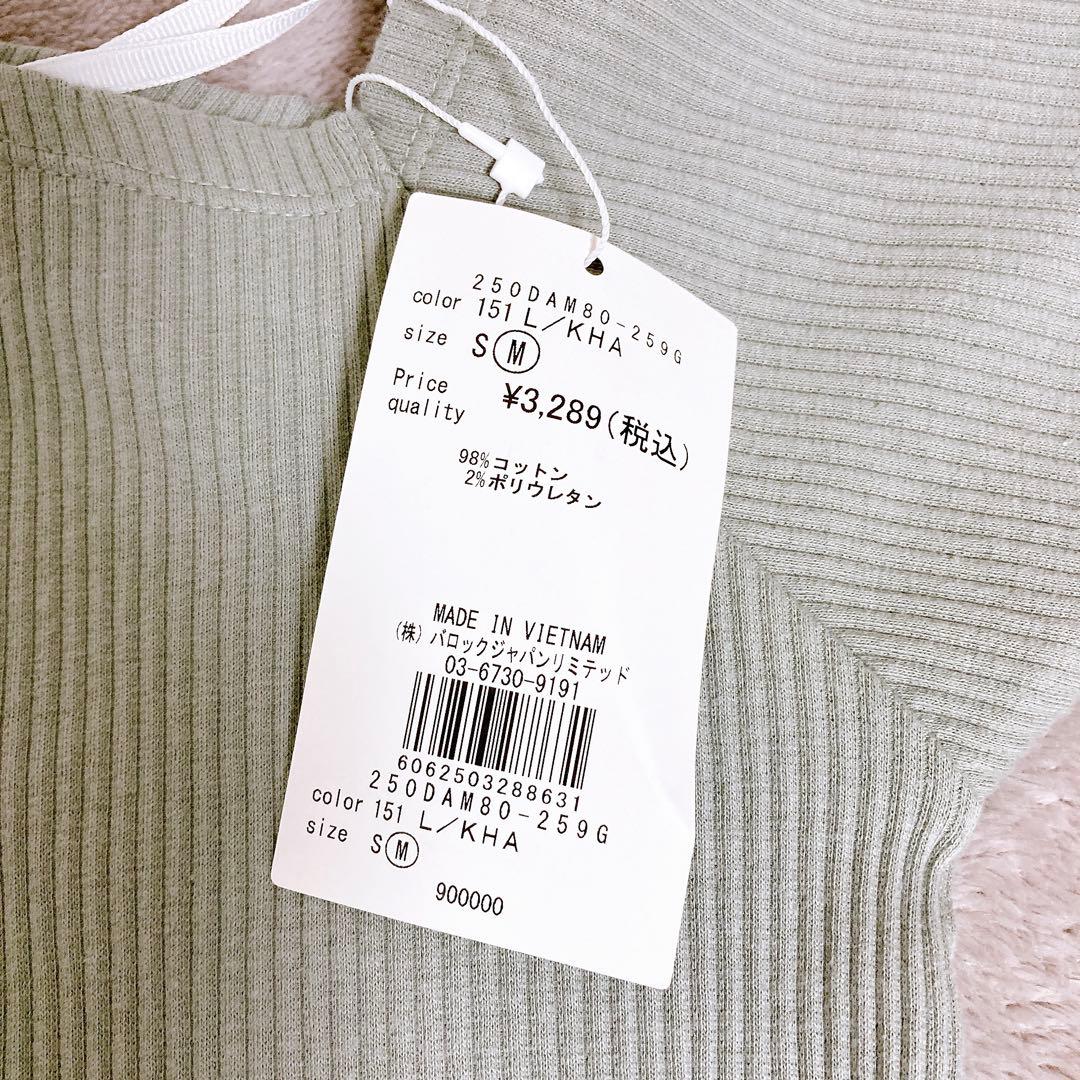 250DAM80-259G
color 151 L/KHA
size S Ⓜ
Price ¥3,289(税込)
quality
98%コットン
2%ポリウレタン
MADE IN VIETNAM
(株)バロックジャパンリミテッド
03-6730-9191
6062503288631
250DAM80-259G
color 151 L/KHA
size S Ⓜ
900000